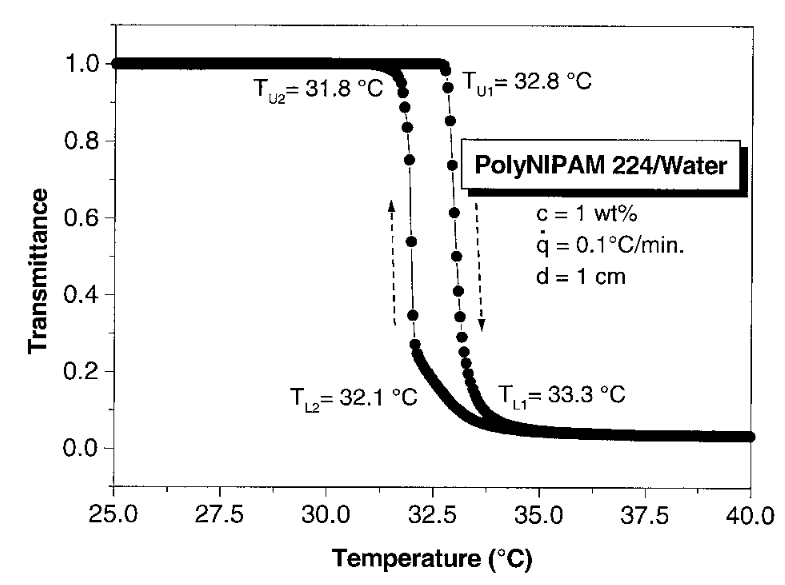 1.0
0.8
0.6
0.4
0.2
0.0
Transmittance
T_U2= 31.8 °C
T_U1= 32.8 °C
PolyNIPAM 224/Water
c = 1 wt%
q̇ = 0.1°C/min.
d = 1 cm
T_L2= 32.1 °C
T_L1= 33.3 °C
25.0 27.5 30.0 32.5 35.0 37.5 40.0
Temperature (°C)